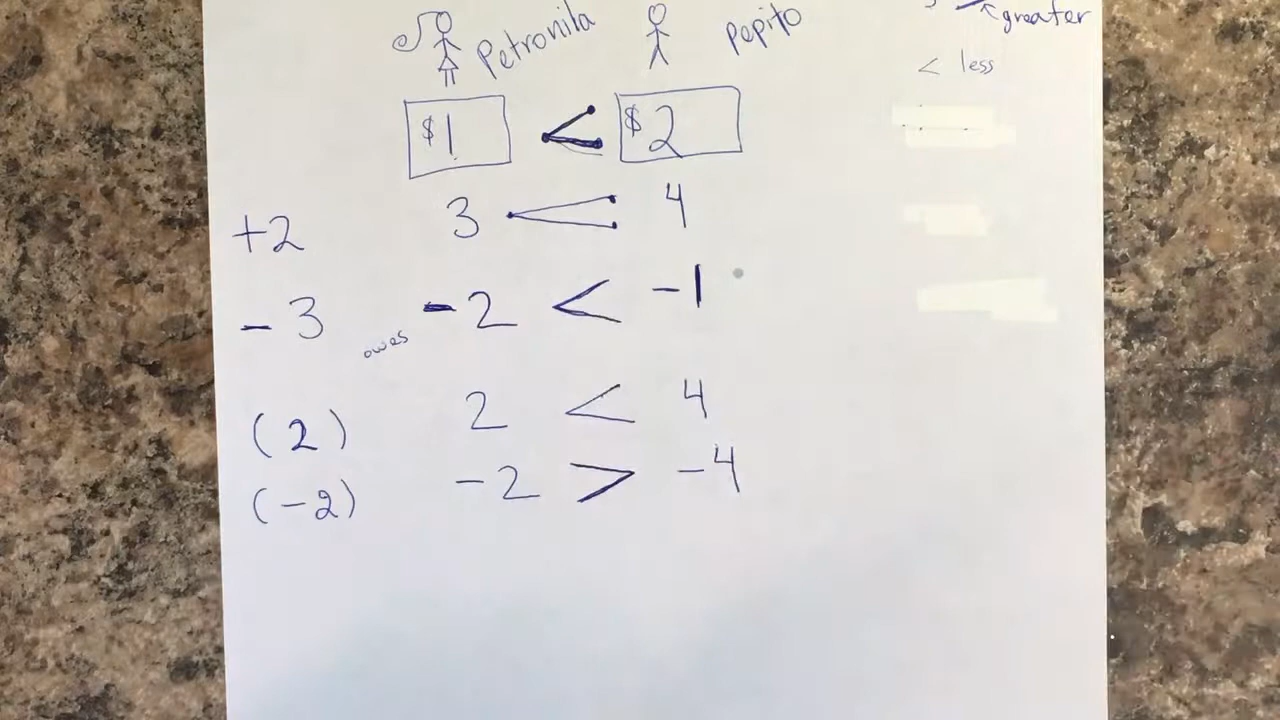 Petronila Pepito
greater
< less
$1 < $2
+2 3 < 4
-3 owes -2 < -1
(2) 2 < 4
(-2) -2 > -4